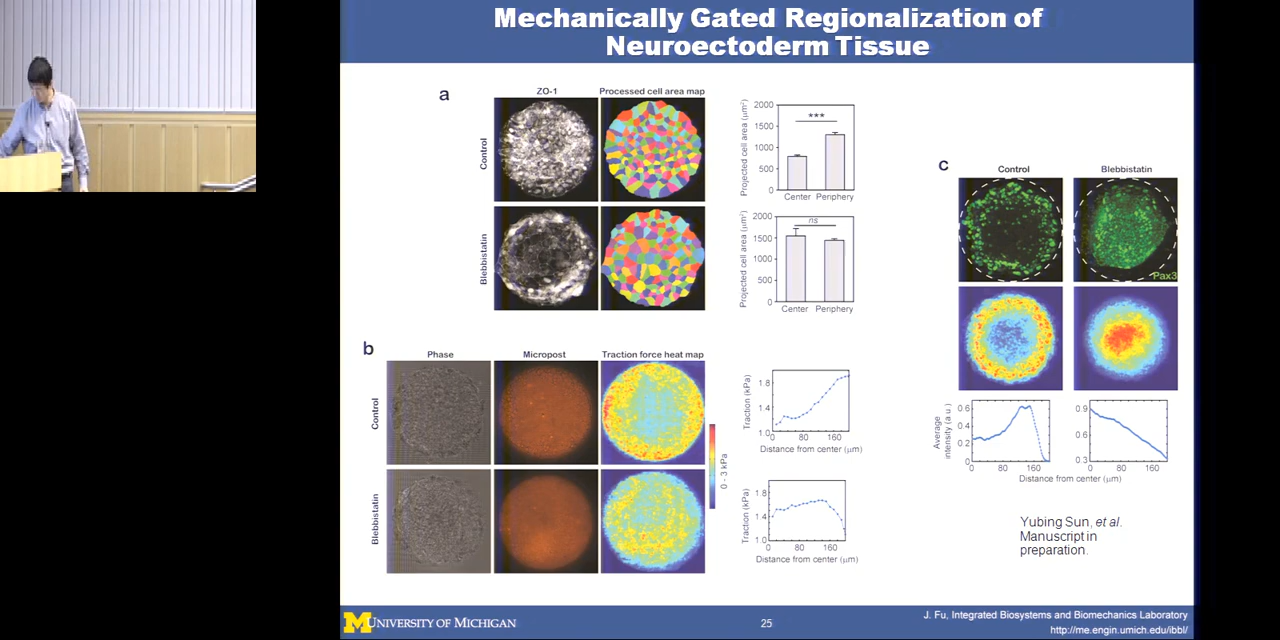 Mechanically Gated Regionalization of
Neuroectoderm Tissue
a
ZO-1
Processed cell area map
Control
Blebbistatin
Projected cell area (μm²)
2000
1500
1000
500
0
***
Center
Periphery
Projected cell area (μm²)
2000
1500
1000
500
0
ns
Center
Periphery
b
Phase
Micropost
Traction force heat map
Control
Blebbistatin
0 - 3 kPa
Traction (kPa)
1.8
1.4
1.0
0
80
160
Distance from center (μm)
Traction (kPa)
1.8
1.4
1.0
0
80
160
Distance from center (μm)
c
Control
Blebbistatin
Pax3
Average
intensity (a.u.)
0.6
0.4
0.2
0
0
80
160
0.9
0.6
0.3
0
80
160
Distance from center (μm)
Yubing Sun, et al.
Manuscript in
preparation.
M UNIVERSITY OF MICHIGAN
25
J. Fu, Integrated Biosystems and Biomechanics Laboratory
http://me.engin.umich.edu/ibbl/